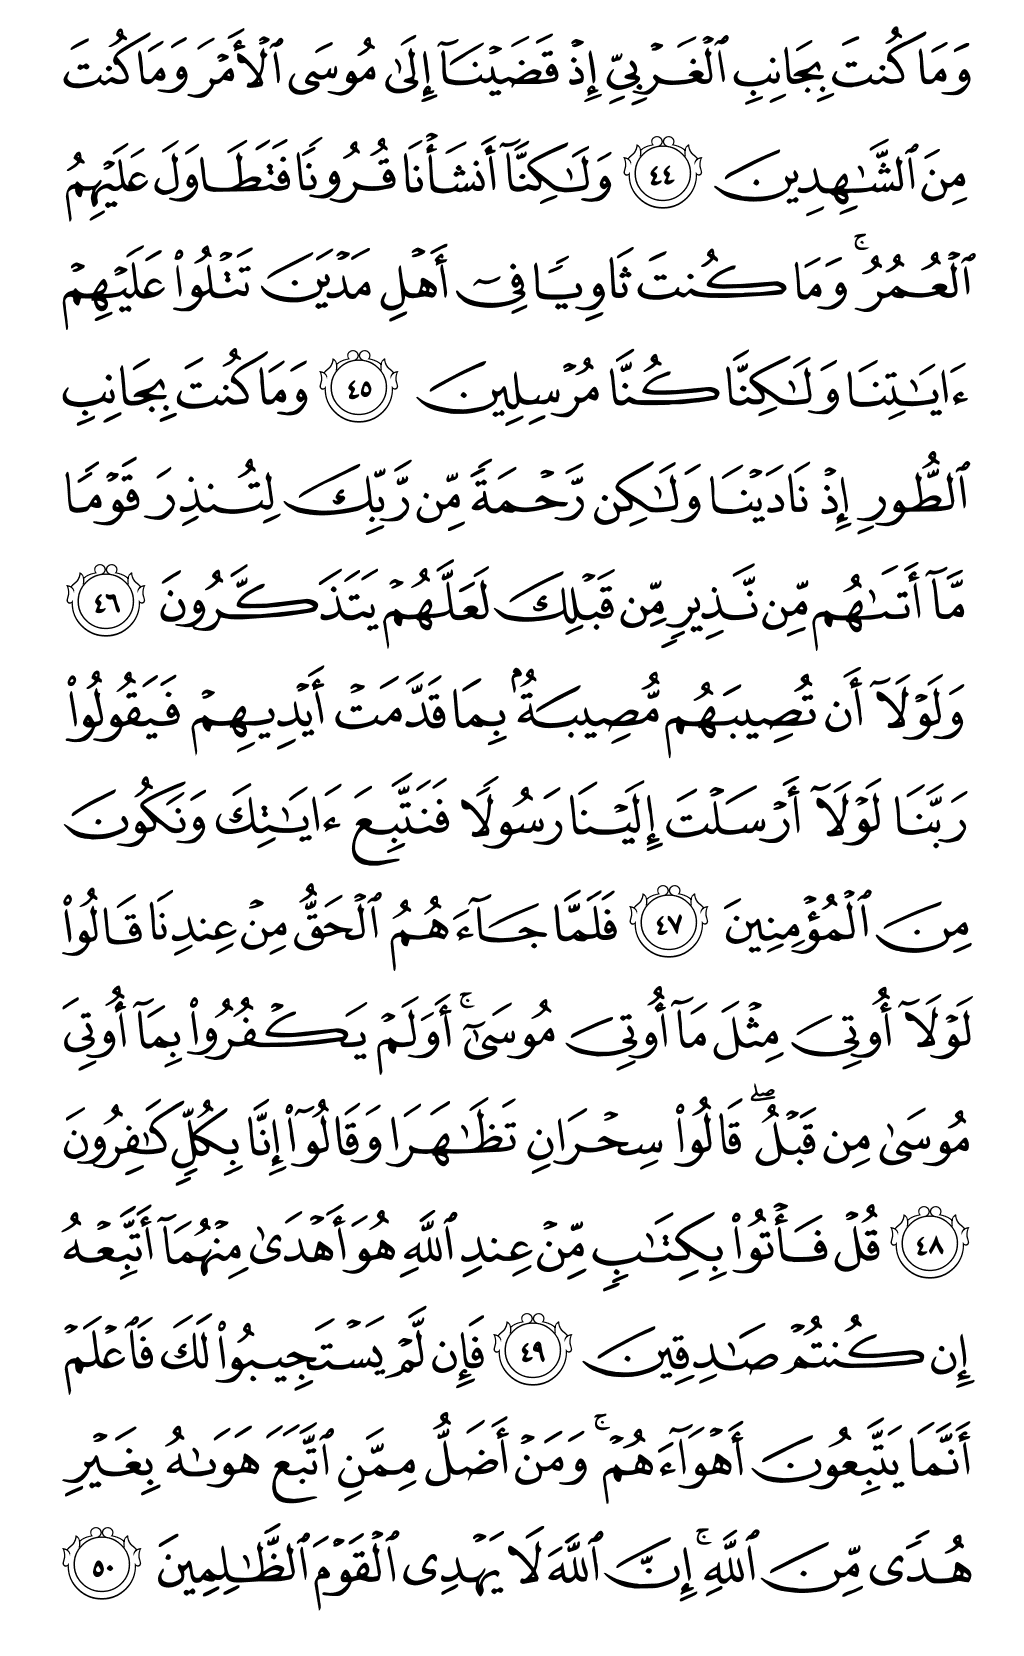 وَمَا كُنتَ بِجَانِبِ ٱلْغَرْبِيِّ إِذْ قَضَيْنَآ إِلَىٰ مُوسَى ٱلْأَمْرَ وَمَا كُنتَ
مِنَ ٱلشَّـٰهِدِينَ ٤٤ وَلَـٰكِنَّآ أَنشَأْنَا قُرُونًا فَتَطَاوَلَ عَلَيْهِمُ
ٱلْعُمُرُ ۚ وَمَا كُنتَ ثَاوِيًا فِىٓ أَهْلِ مَدْيَنَ تَتْلُوا۟ عَلَيْهِمْ
ءَايَـٰتِنَا وَلَـٰكِنَّا كُنَّا مُرْسِلِينَ ٤٥ وَمَا كُنتَ بِجَانِبِ
ٱلطُّورِ إِذْ نَادَيْنَا وَلَـٰكِن رَّحْمَةً مِّن رَّبِّكَ لِتُنذِرَ قَوْمًا
مَّآ أَتَىٰهُم مِّن نَّذِيرٍ مِّن قَبْلِكَ لَعَلَّهُمْ يَتَذَكَّرُونَ ٤٦
وَلَوْلَآ أَن تُصِيبَهُم مُّصِيبَةٌۢ بِمَا قَدَّمَتْ أَيْدِيهِمْ فَيَقُولُوا۟
رَبَّنَا لَوْلَآ أَرْسَلْتَ إِلَيْنَا رَسُولًا فَنَتَّبِعَ ءَايَـٰتِكَ وَنَكُونَ
مِنَ ٱلْمُؤْمِنِينَ ٤٧ فَلَمَّا جَآءَهُمُ ٱلْحَقُّ مِنْ عِندِنَا قَالُوا۟
لَوْلَآ أُوتِىَ مِثْلَ مَآ أُوتِىَ مُوسَىٰٓ ۚ أَوَلَمْ يَكْفُرُوا۟ بِمَآ أُوتِىَ
مُوسَىٰ مِن قَبْلُ ۖ قَالُوا۟ سِحْرَانِ تَظَـٰهَرَا وَقَالُوٓا۟ إِنَّا بِكُلٍّ كَـٰفِرُونَ
٤٨ قُلْ فَأْتُوا۟ بِكِتَـٰبٍ مِّنْ عِندِ ٱللَّهِ هُوَ أَهْدَىٰ مِنْهُمَآ أَتَّبِعْهُ
إِن كُنتُمْ صَـٰدِقِينَ ٤٩ فَإِن لَّمْ يَسْتَجِيبُوا۟ لَكَ فَٱعْلَمْ
أَنَّمَا يَتَّبِعُونَ أَهْوَآءَهُمْ ۚ وَمَنْ أَضَلُّ مِمَّنِ ٱتَّبَعَ هَوَىٰهُ بِغَيْرِ
هُدًى مِّنَ ٱللَّهِ ۚ إِنَّ ٱللَّهَ لَا يَهْدِى ٱلْقَوْمَ ٱلظَّـٰلِمِينَ ٥٠